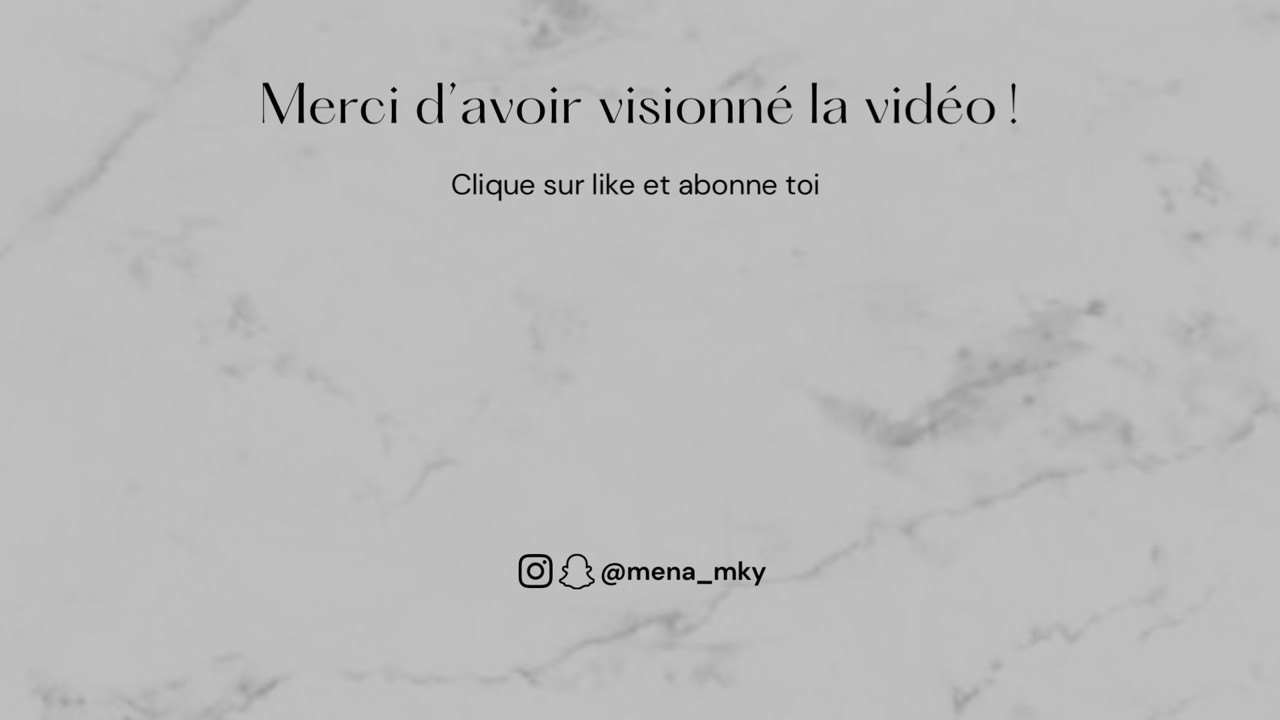 Merci d’avoir visionné la vidéo !
Clique sur like et abonne toi
@mena_mky